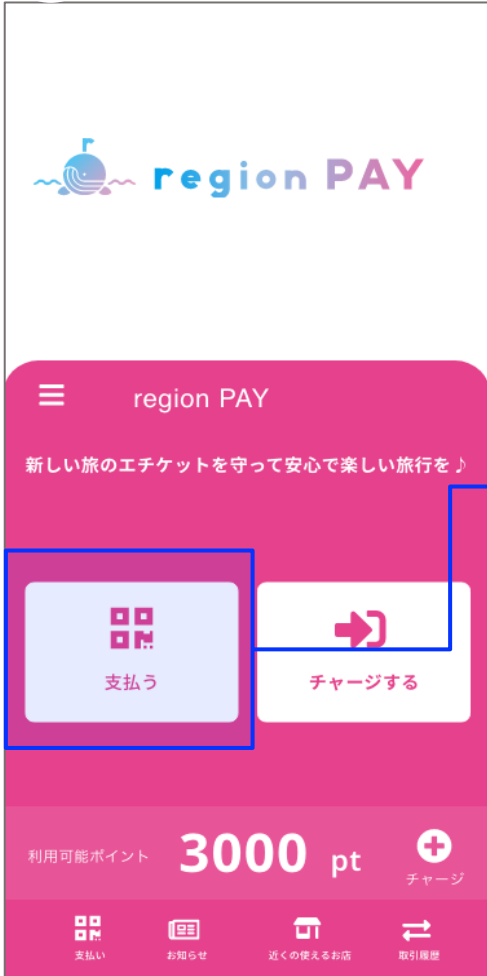 region PAY
region PAY
新しい旅のエチケットを守って安心で楽しい旅行を♪
支払う
チャージする
利用可能ポイント 3000 pt
チャージ
支払い お知らせ 近くの使えるお店 取引履歴